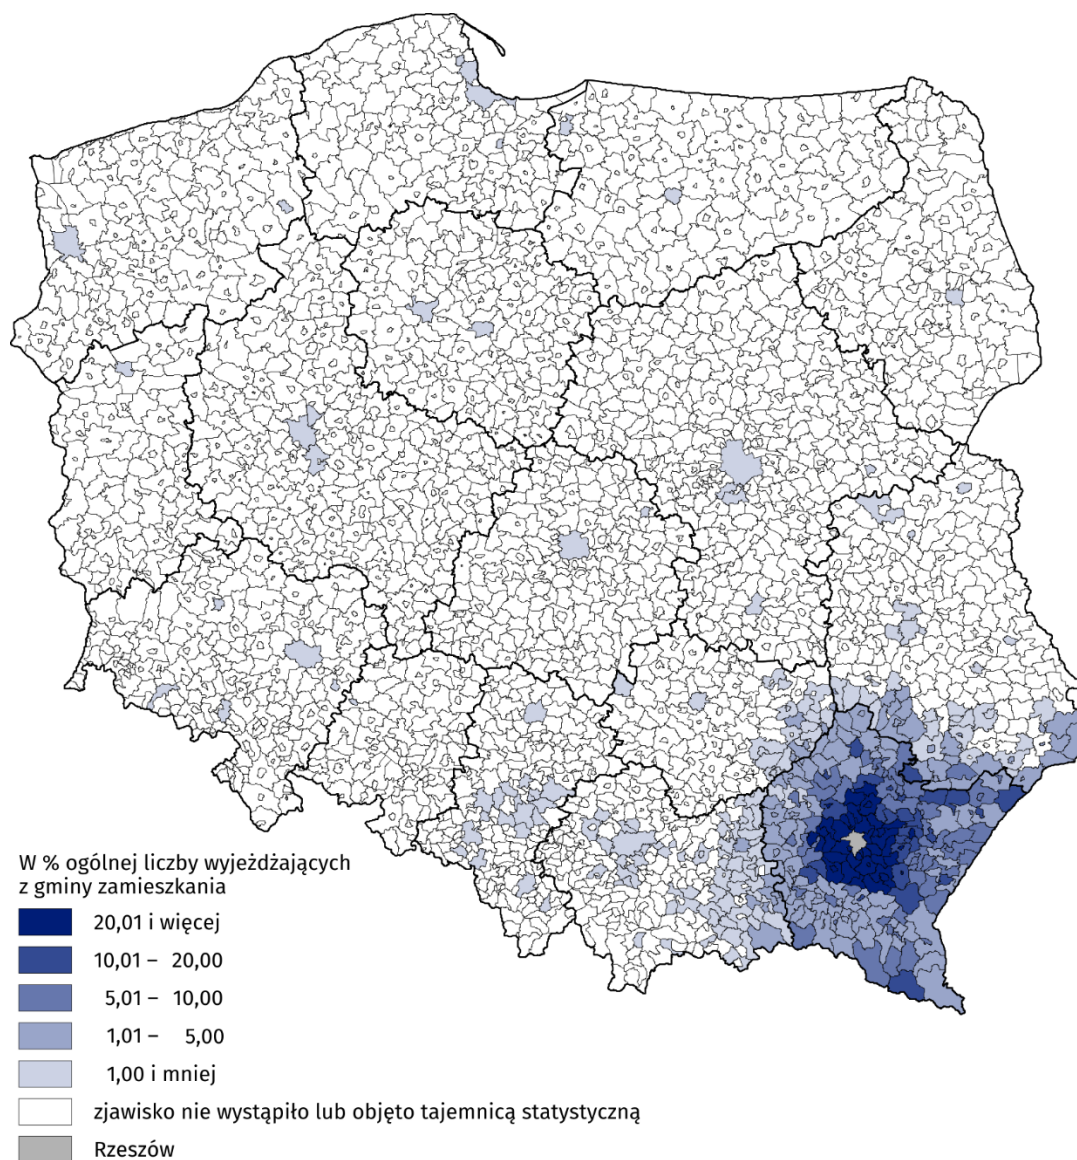 W % ogólnej liczby wyjeżdżających
z gminy zamieszkania
20,01 i więcej
10,01 – 20,00
5,01 – 10,00
1,01 – 5,00
1,00 i mniej
zjawisko nie wystąpiło lub objęto tajemnicą statystyczną
Rzeszów